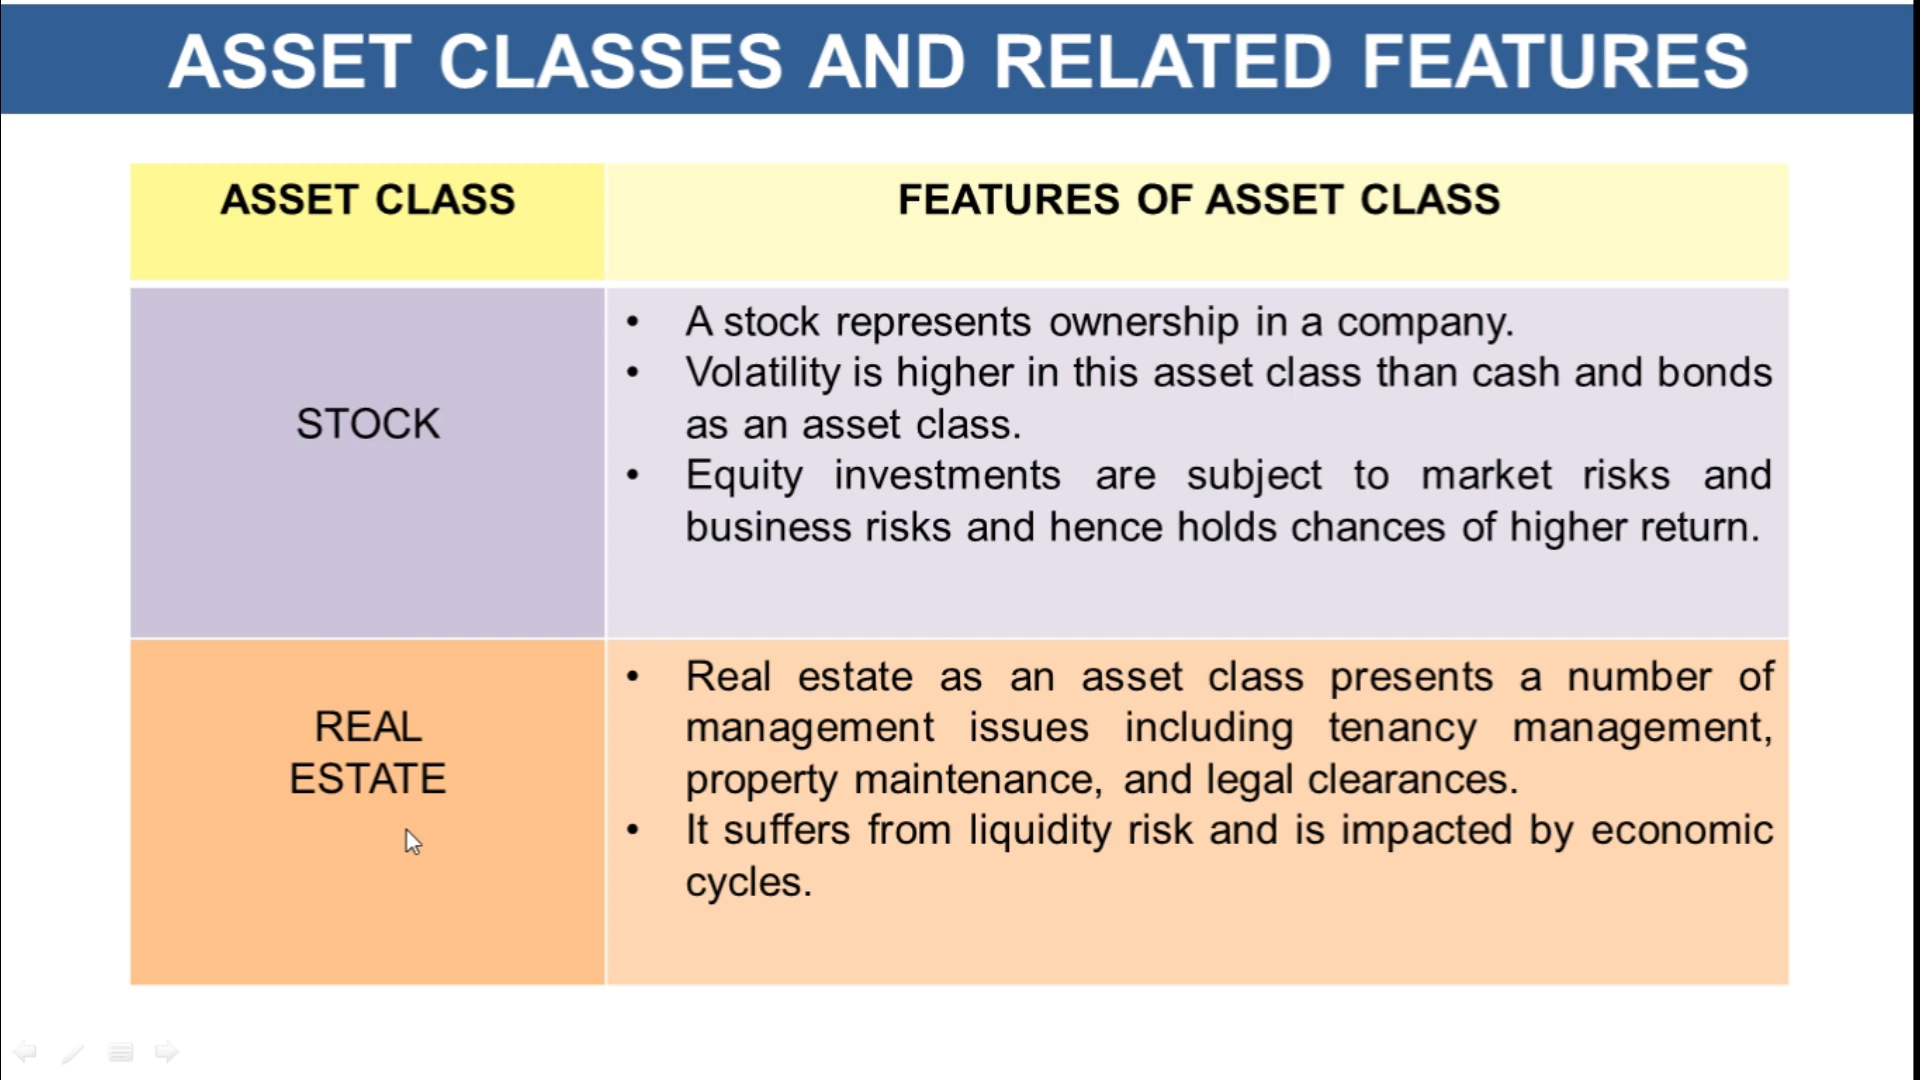 ASSET CLASSES AND RELATED FEATURES
ASSET CLASS
FEATURES OF ASSET CLASS
STOCK
• A stock represents ownership in a company.
• Volatility is higher in this asset class than cash and bonds
as an asset class.
• Equity investments are subject to market risks and
business risks and hence holds chances of higher return.
REAL
ESTATE
• Real estate as an asset class presents a number of
management issues including tenancy management,
property maintenance, and legal clearances.
• It suffers from liquidity risk and is impacted by economic
cycles.